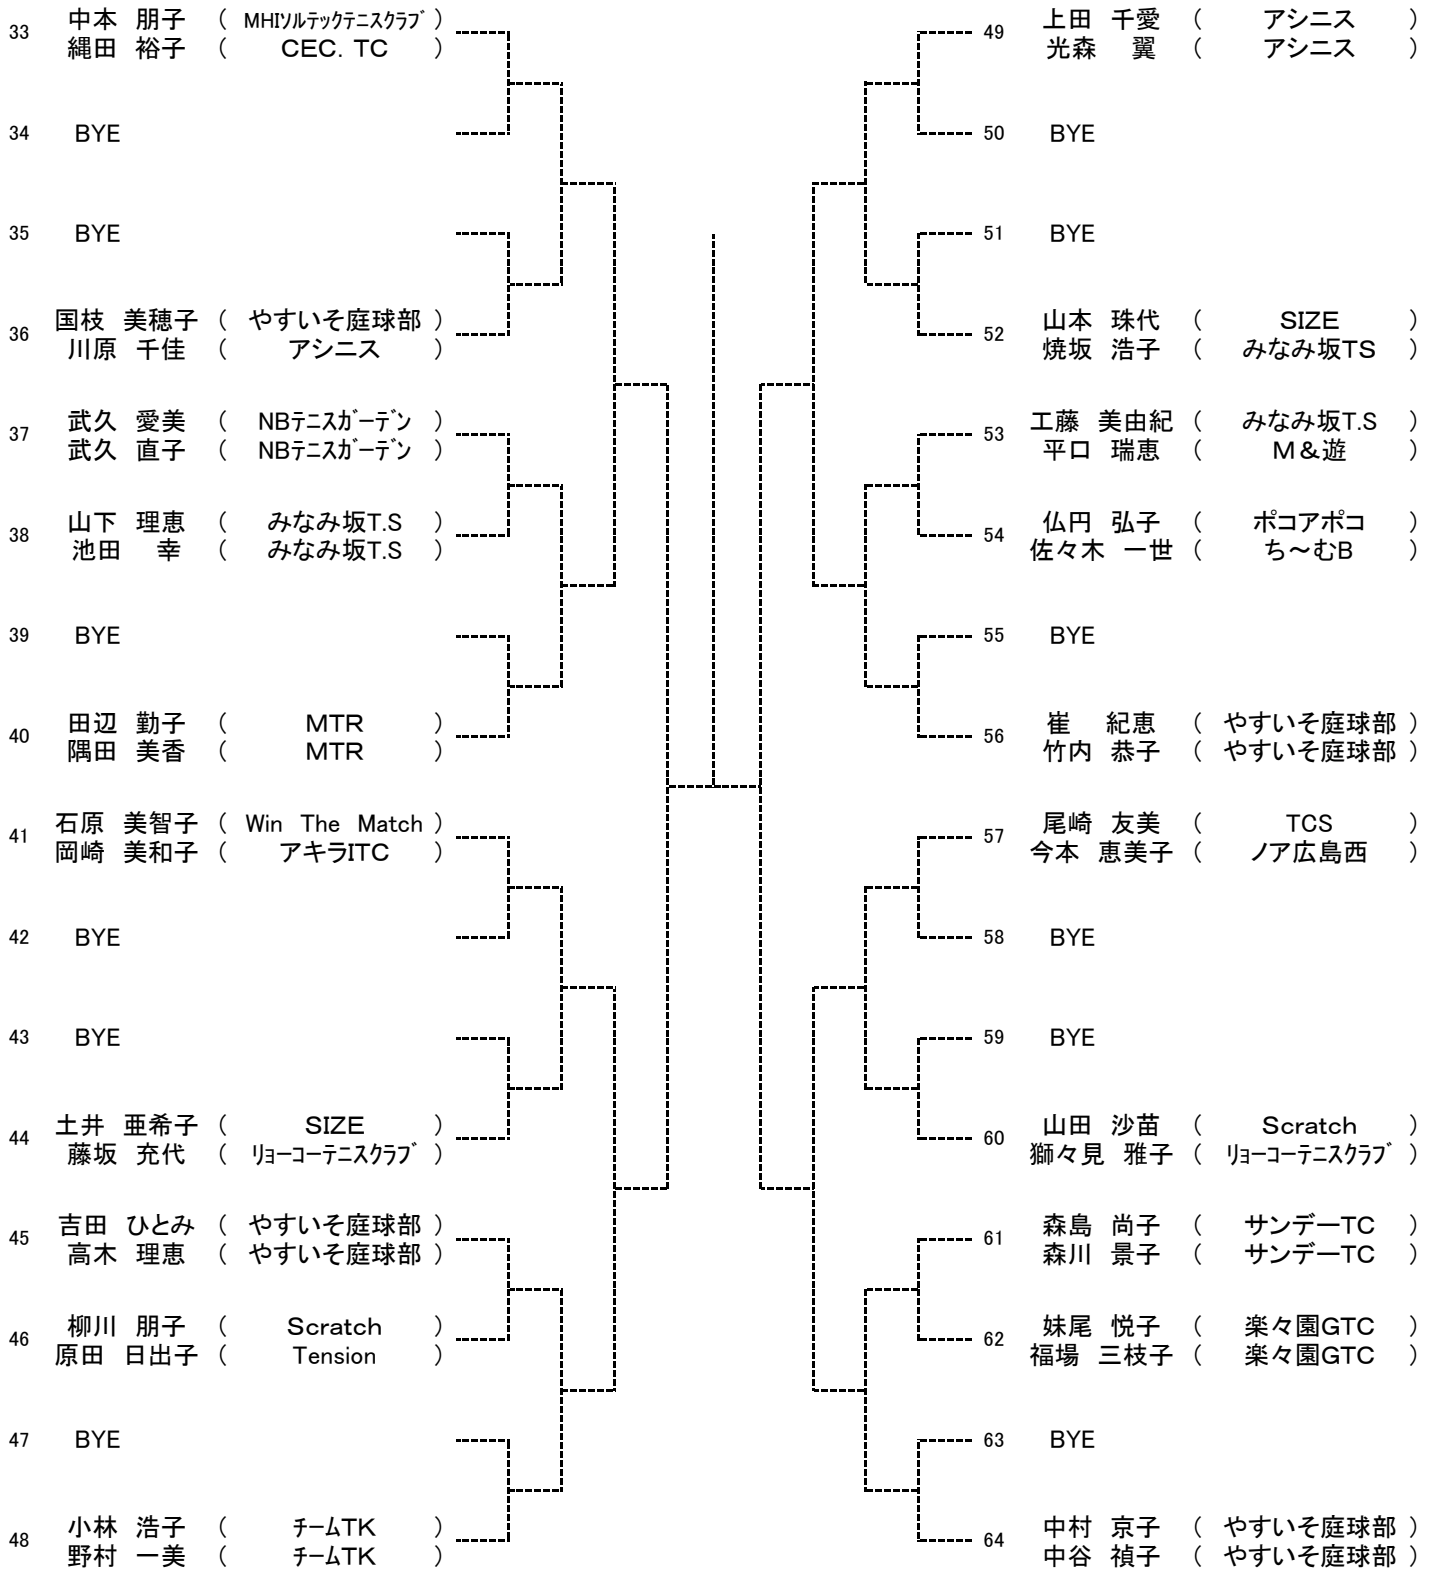 33 中本 朋子 ( MHIソルテックテニスクラブ )
縄田 裕子 ( CEC. TC )
34 BYE
35 BYE
36 国枝 美穂子 ( やすいそ庭球部 )
川原 千佳 ( アシニス )
37 武久 愛美 ( NBテニスガーデン )
武久 直子 ( NBテニスガーデン )
38 山下 理恵 ( みなみ坂T.S )
池田 幸 ( みなみ坂T.S )
39 BYE
40 田辺 勤子 ( MTR )
隅田 美香 ( MTR )
41 石原 美智子 ( Win The Match )
岡崎 美和子 ( アキラITC )
42 BYE
43 BYE
44 土井 亜希子 ( SIZE )
藤坂 充代 ( リョーコーテニスクラブ )
45 吉田 ひとみ ( やすいそ庭球部 )
高木 理恵 ( やすいそ庭球部 )
46 柳川 朋子 ( Scratch )
原田 日出子 ( Tension )
47 BYE
48 小林 浩子 ( チームTK )
野村 一美 ( チームTK )
49 上田 千愛 ( アシニス )
光森 翼 ( アシニス )
50 BYE
51 BYE
52 山本 珠代 ( SIZE )
焼坂 浩子 ( みなみ坂TS )
53 工藤 美由紀 ( みなみ坂T.S )
平口 瑞恵 ( M&遊 )
54 仏円 弘子 ( ポコアポコ )
佐々木 一世 ( ち〜むB )
55 BYE
56 崔 紀恵 ( やすいそ庭球部 )
竹内 恭子 ( やすいそ庭球部 )
57 尾崎 友美 ( TCS )
今本 恵美子 ( ノア広島西 )
58 BYE
59 BYE
60 山田 沙苗 ( Scratch )
獅々見 雅子 ( リョーコーテニスクラブ )
61 森島 尚子 ( サンデーTC )
森川 景子 ( サンデーTC )
62 妹尾 悦子 ( 楽々園GTC )
福場 三枝子 ( 楽々園GTC )
63 BYE
64 中村 京子 ( やすいそ庭球部 )
中谷 禎子 ( やすいそ庭球部 )